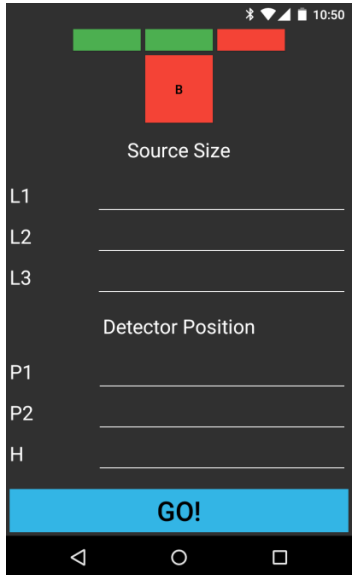 10:50
B
Source Size
L1
L2
L3
Detector Position
P1
P2
H
GO!